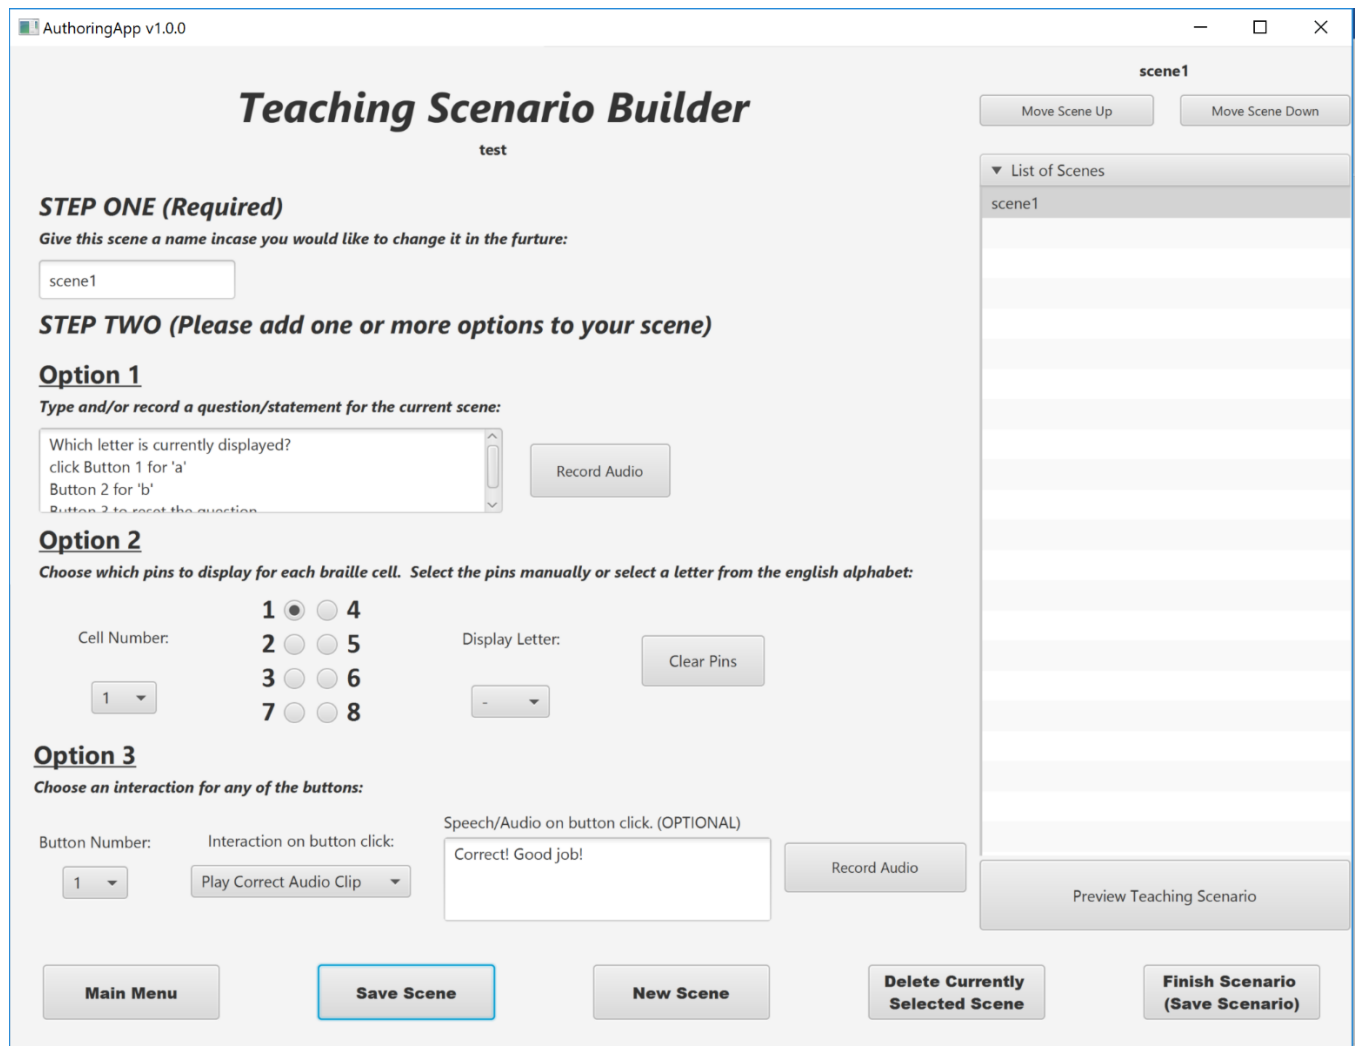 AuthoringApp v1.0.0
Teaching Scenario Builder
test
STEP ONE (Required)
Give this scene a name incase you would like to change it in the furture:
scene1
STEP TWO (Please add one or more options to your scene)
Option 1
Type and/or record a question/statement for the current scene:
Which letter is currently displayed?
click Button 1 for 'a'
Button 2 for 'b'
Button 3 to reset the question
Record Audio
Option 2
Choose which pins to display for each braille cell.  Select the pins manually or select a letter from the english alphabet:
Cell Number:
1
1 4
2 5
3 6
7 8
Display Letter:
-
Clear Pins
Option 3
Choose an interaction for any of the buttons:
Button Number:
1
Interaction on button click:
Play Correct Audio Clip
Speech/Audio on button click. (OPTIONAL)
Correct! Good job!
Record Audio
Main Menu
Save Scene
New Scene
Delete Currently
Selected Scene
Finish Scenario
(Save Scenario)
scene1
Move Scene Up
Move Scene Down
List of Scenes
scene1
Preview Teaching Scenario